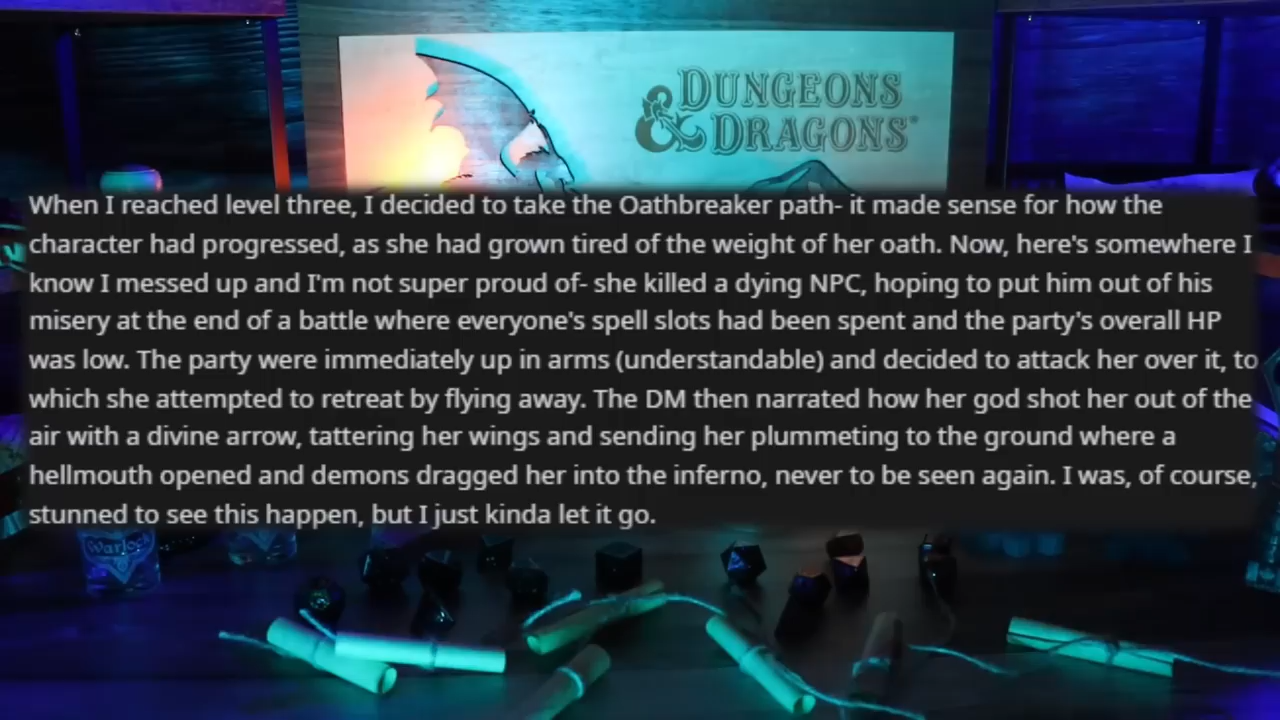 DUNGEONS
& DRAGONS®
When I reached level three, I decided to take the Oathbreaker path- it made sense for how the
character had progressed, as she had grown tired of the weight of her oath. Now, here's somewhere I
know I messed up and I'm not super proud of- she killed a dying NPC, hoping to put him out of his
misery at the end of a battle where everyone's spell slots had been spent and the party's overall HP
was low. The party were immediately up in arms (understandable) and decided to attack her over it, to
which she attempted to retreat by flying away. The DM then narrated how her god shot her out of the
air with a divine arrow, tattering her wings and sending her plummeting to the ground where a
hellmouth opened and demons dragged her into the inferno, never to be seen again. I was, of course,
stunned to see this happen, but I just kinda let it go.
Warlock